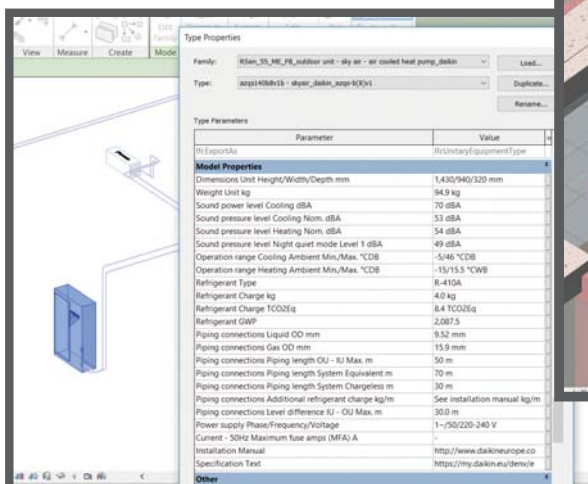 View Measure Create Mode
Edit
Family
Type Properties
Family: RSen_55_ME_FB_outdoor unit - sky air - air cooled heat pump_daikin Load...
Type: azqs140b8v1b - skyair_daikin_azqs-b(8)v1 Duplicate...
Rename...
Type Parameters
Parameter Value
IfcExportAs IfcUnitaryEquipmentType
Model Properties
Dimensions Unit Height/Width/Depth mm 1,430/940/320 mm
Weight Unit kg 94.9 kg
Sound power level Cooling dBA 70 dBA
Sound pressure level Cooling Nom. dBA 53 dBA
Sound pressure level Heating Nom. dBA 54 dBA
Sound pressure level Night quiet mode Level 1 dBA 49 dBA
Operation range Cooling Ambient Min./Max. °CDB -5/46 °CDB
Operation range Heating Ambient Min./Max. °CDB -15/15.5 °CWB
Refrigerant Type R-410A
Refrigerant Charge kg 4.0 kg
Refrigerant Charge TCO2Eq 8.4 TCO2Eq
Refrigerant GWP 2,087.5
Piping connections Liquid OD mm 9.52 mm
Piping connections Gas OD mm 15.9 mm
Piping connections Piping length OU - IU Max. m 50 m
Piping connections Piping length System Equivalent m 70 m
Piping connections Piping length System Chargeless m 30 m
Piping connections Additional refrigerant charge kg/m See installation manual kg/m
Piping connections Level difference IU - OU Max. m 30.0 m
Power supply Phase/Frequency/Voltage 1~/50/220-240 V
Current - 50Hz Maximum fuse amps (MFA) A -
Installation Manual http://www.daikineurope.co
Specification Text https://my.daikin.eu/denv/e
Other